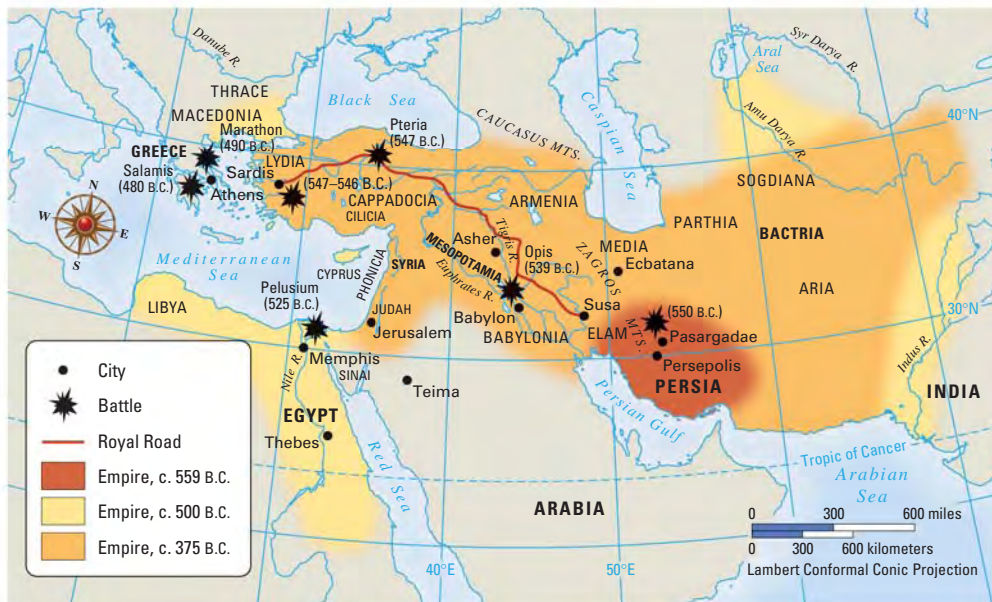 Danube R.
THRACE
MACEDONIA
Black Sea
Aral
Sea
Syr Darya R.
40°N
Caspian Sea
CAUCASUS MTS.
Amu Darya R.
Marathon
(490 B.C.)
GREECE
Salamis
(480 B.C.)
Athens
Sardis
LYDIA
(547–546 B.C.)
Pteria
(547 B.C.)
CAPPADOCIA
CILICIA
ARMENIA
SOGDIANA
PARTHIA
BACTRIA
N
W
E
S
Mediterranean
Sea
CYPRUS
PHONICIA
SYRIA
MESOPOTAMIA
Asher
Tigris R.
Opis
(539 B.C.)
Euphrates R.
ZAGROS
MTS.
MEDIA
Ecbatana
ARIA
30°N
LIBYA
Pelusium
(525 B.C.)
JUDAH
Jerusalem
Babylon
BABYLONIA
Susa
ELAM
(550 B.C.)
Pasargadae
Persepolis
PERSIA
Indus R.
INDIA
Memphis
SINAI
Nile R.
Teima
EGYPT
Thebes
Red Sea
Persian Gulf
Tropic of Cancer
Arabian
Sea
ARABIA
City
Battle
Royal Road
Empire, c. 559 B.C.
Empire, c. 500 B.C.
Empire, c. 375 B.C.
40°E
50°E
0 300 600 miles
0 300 600 kilometers
Lambert Conformal Conic Projection